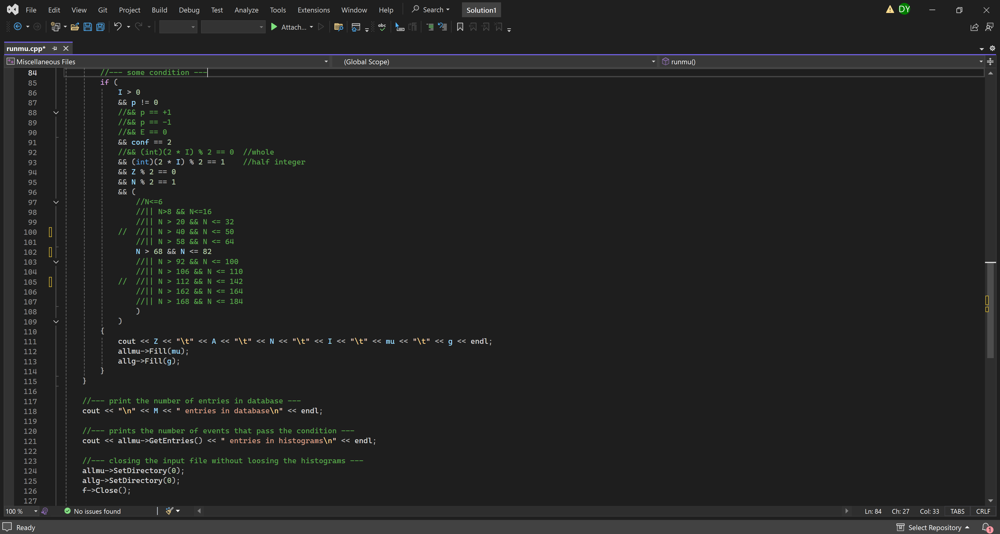 File Edit View Git Project Build Debug Test Analyze Tools Extensions Window Help Search Solution1 DY
Attach... abc
runmu.cpp*
Miscellaneous Files (Global Scope) runmu()
84 //--- some condition ---
85 if (
86 I > 0
87 && p != 0
88 //&& p == +1
89 //&& p == -1
90 //&& E == 0
91 && conf == 2
92 //&& (int)(2 * I) % 2 == 0 //whole
93 && (int)(2 * I) % 2 == 1 //half integer
94 && Z % 2 == 0
95 && N % 2 == 1
96 && (
97 //N<=6
98 //|| N>8 && N<=16
99 //|| N > 20 && N <= 32
100 // //|| N > 40 && N <= 50
101 //|| N > 58 && N <= 64
102 N > 68 && N <= 82
103 //|| N > 92 && N <= 100
104 //|| N > 106 && N <= 110
105 // //|| N > 112 && N <= 142
106 //|| N > 162 && N <= 164
107 //|| N > 168 && N <= 184
108 )
109 )
110 {
111 cout << Z << "\t" << A << "\t" << N << "\t" << I << "\t" << mu << "\t" << g << endl;
112 allmu->Fill(mu);
113 allg->Fill(g);
114 }
115 }
116
117 //--- print the number of entries in database ---
118 cout << "\n" << M << " entries in database\n" << endl;
119
120 //--- prints the number of events that pass the condition ---
121 cout << allmu->GetEntries() << " entries in histograms\n" << endl;
122
123 //--- closing the input file without loosing the histograms ---
124 allmu->SetDirectory(0);
125 allg->SetDirectory(0);
126 f->Close();
127
100 % No issues found Ln: 84 Ch: 27 Col: 33 TABS CRLF
Ready Select Repository 1